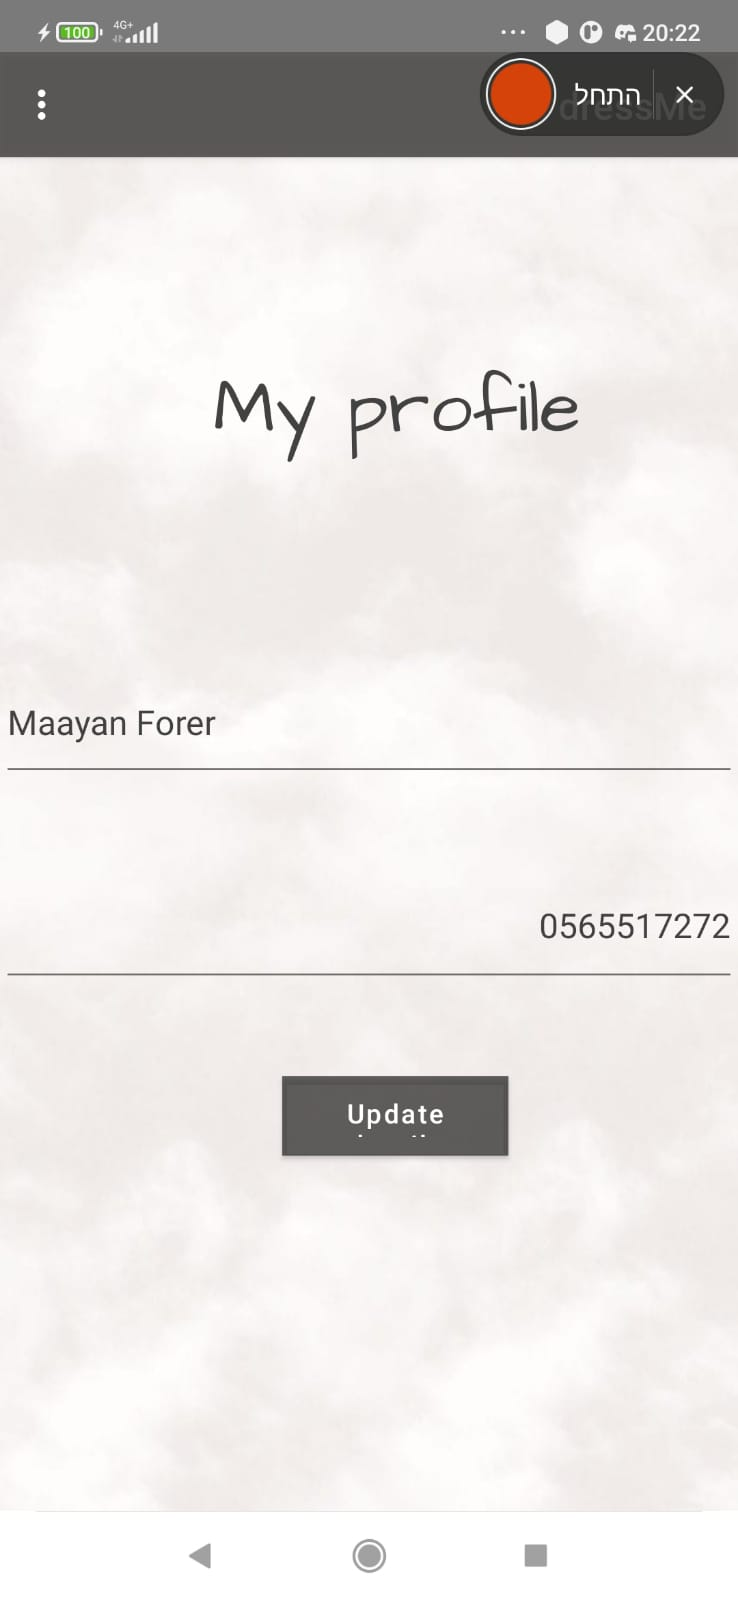 100 4G+ 20:22
התחל
dressMe
My profile
Maayan Forer
0565517272
Update